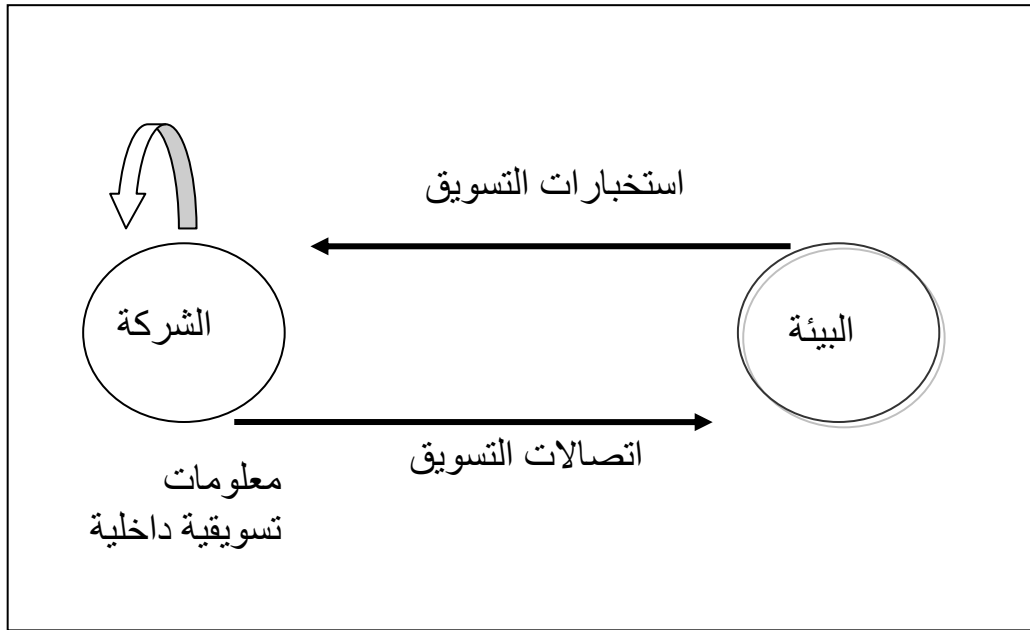 استخبارات التسويق
البيئة
الشركة
اتصالات التسويق
معلومات
تسويقية داخلية